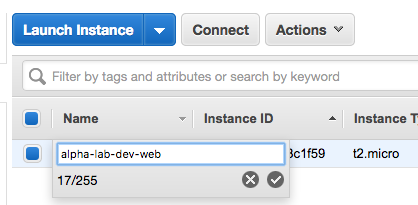 Launch Instance Connect Actions
Filter by tags and attributes or search by keyword
Name Instance ID Instance T
alpha-lab-dev-web 3c1f59 t2.micro
17/255